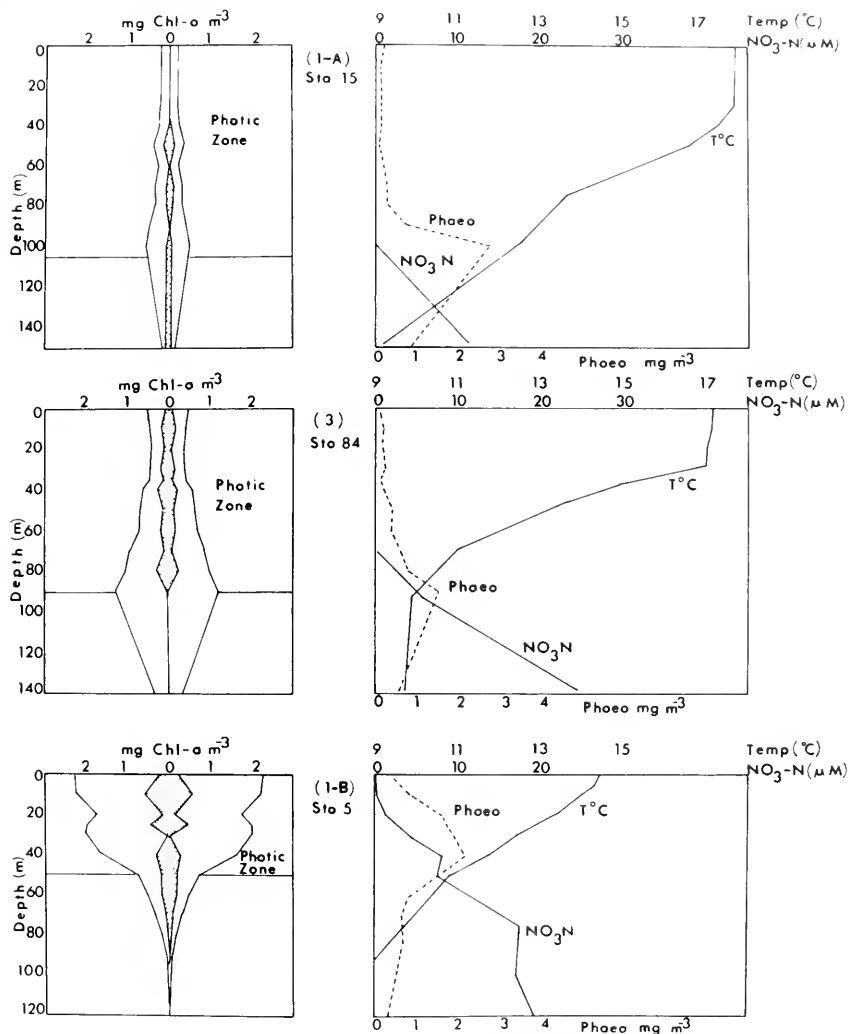 mg Chl-a m⁻³
2 1 0 1 2
0
20
40
60
80
100
120
140
Depth (m)
Photic
Zone
(1-A)
Sta 15
9 11 13 15 17 Temp (°C)
0 10 20 30 NO3-N(μM)
T°C
Phaeo
NO3N
0 1 2 3 4
Phaeo mg m⁻³
mg Chl-a m⁻³
2 1 0 1 2
0
20
40
60
80
100
120
140
Depth (m)
Photic
Zone
(3)
Sta 84
9 11 13 15 17 Temp(°C)
0 10 20 30 NO3-N(μM)
T°C
Phaeo
NO3N
0 1 2 3 4
Phaeo mg m⁻³
mg Chl-a m⁻³
2 1 0 1 2
0
20
40
60
80
100
120
Depth (m)
Photic
Zone
(1-B)
Sta 5
9 11 13 15 Temp(°C)
0 10 20 30 NO3-N(μM)
Phaeo
T°C
NO3N
0 1 2 3 4
Phaeo mg m⁻³